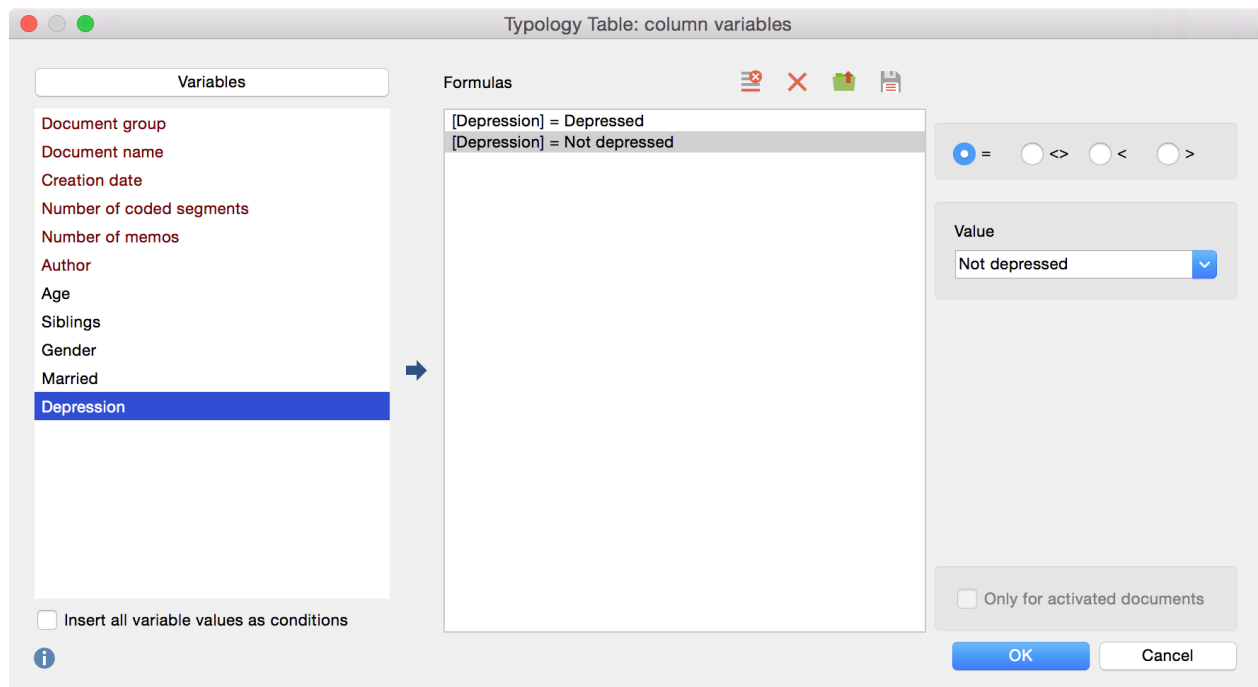 Typology Table: column variables
Variables
Document group
Document name
Creation date
Number of coded segments
Number of memos
Author
Age
Siblings
Gender
Married
Depression
Insert all variable values as conditions
Formulas
[Depression] = Depressed
[Depression] = Not depressed
= <> < >
Value
Not depressed
Only for activated documents
OK Cancel